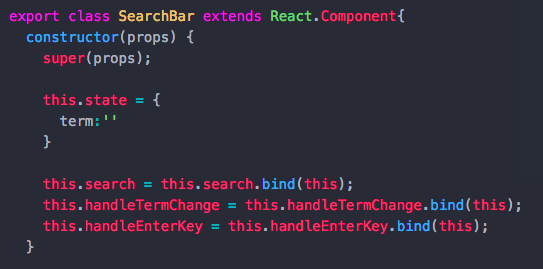 export class SearchBar extends React.Component{
  constructor(props) {
    super(props);

    this.state = {
      term:''
    }

    this.search = this.search.bind(this);
    this.handleTermChange = this.handleTermChange.bind(this);
    this.handleEnterKey = this.handleEnterKey.bind(this);
  }